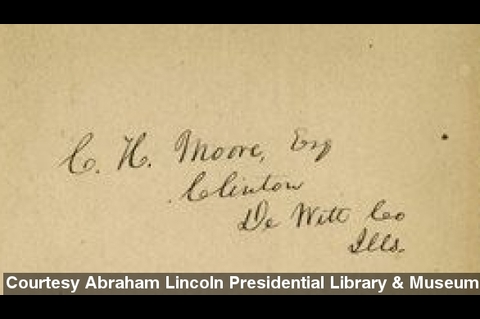 C. H. Moore, Esq
Clinton
De Witt Co
Ills.
Courtesy Abraham Lincoln Presidential Library & Museum